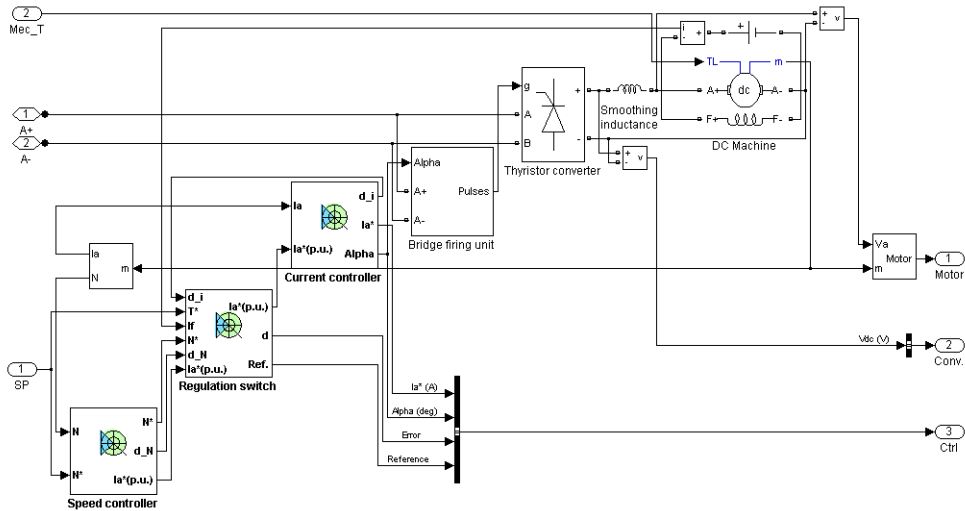 2
Mec_T
1
A+
2
A-
+
-
v
i
+
-
+
TL
m
A+
dc
A-
F+
F-
DC Machine
g
A
B
+
-
Thyristor converter
Smoothing
inductance
+
-
v
Alpha
A+
A-
Pulses
Bridge firing unit
Ia
Ia*(p.u.)
d_i
Ia*
Alpha
Current controller
Ia
N
m
Va
m
Motor
1
Motor
d_i
T*
If
N*
d_N
Ia*(p.u.)
Ia*(p.u.)
d
Ref.
Regulation switch
1
SP
Vdc (V)
2
Conv.
Ia* (A)
Alpha (deg)
Error
Reference
3
Ctrl
N
N*
N*
d_N
Ia*(p.u.)
Speed controller